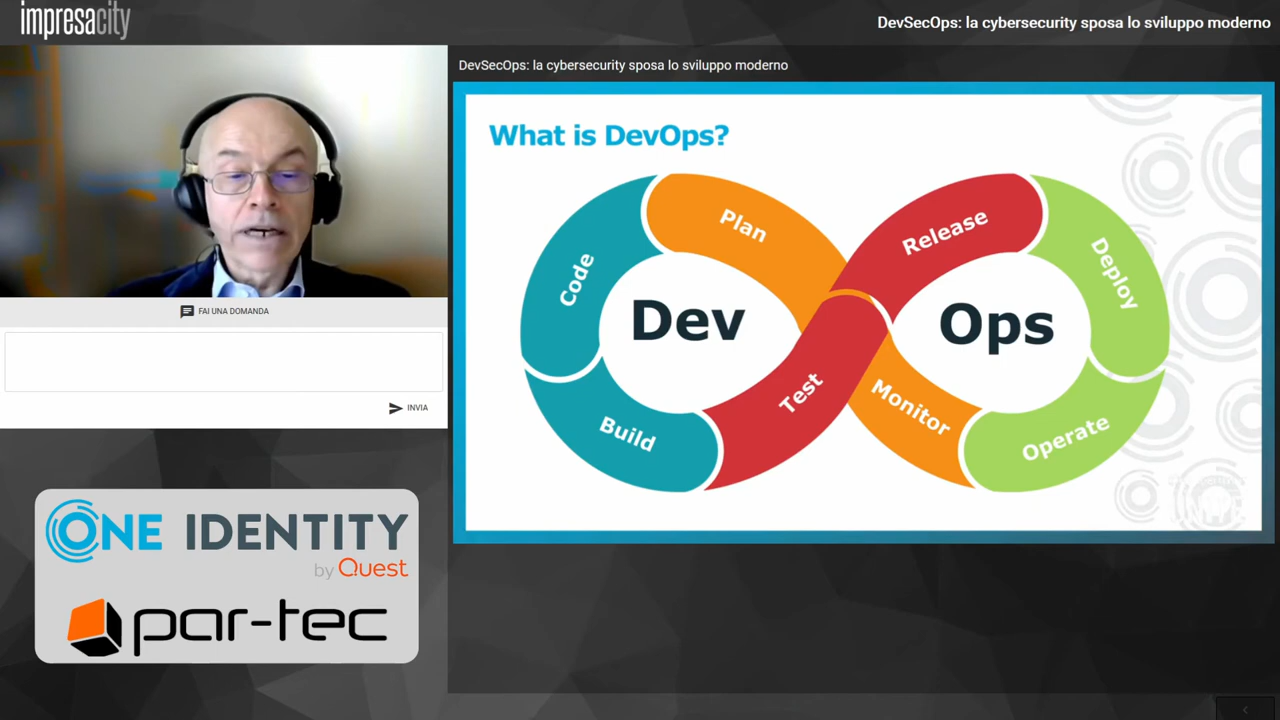 impresacity
DevSecOps: la cybersecurity sposa lo sviluppo moderno
DevSecOps: la cybersecurity sposa lo sviluppo moderno
What is DevOps?
Plan
Release
Code
Deploy
Dev
Ops
Test
Monitor
Build
Operate
FAI UNA DOMANDA
INVIA
ONE IDENTITY
by Quest
par-tec